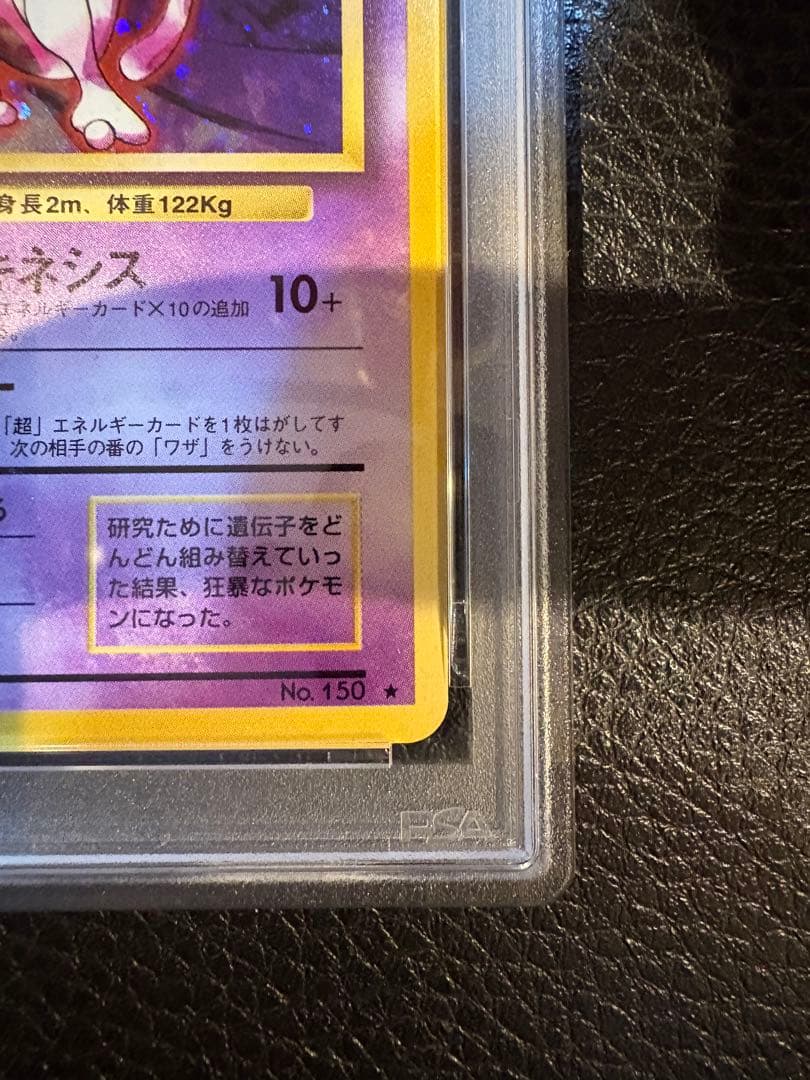 身長2m、体重122Kg
キネシス
エネルギーカード×10の追加
10+
。
ー
「超」エネルギーカードを1枚はがしてす
次の相手の番の「ワザ」をうけない。
研究ために遺伝子をど
んどん組み替えていっ
た結果、狂暴なポケモ
ンになった。
No. 150 ★
PSA